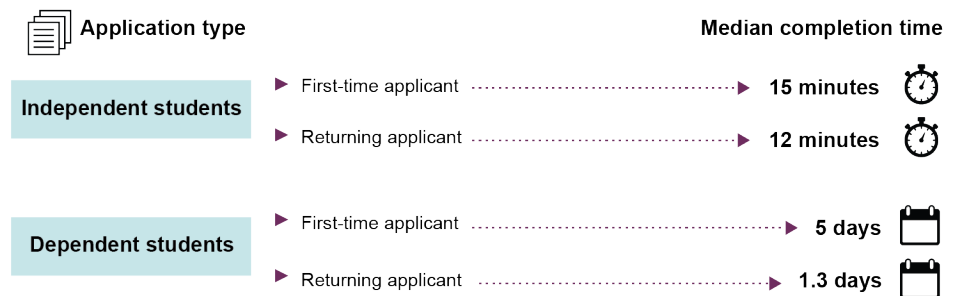 Application type
Median completion time
Independent students
First-time applicant
15 minutes
Returning applicant
12 minutes
Dependent students
First-time applicant
5 days
Returning applicant
1.3 days